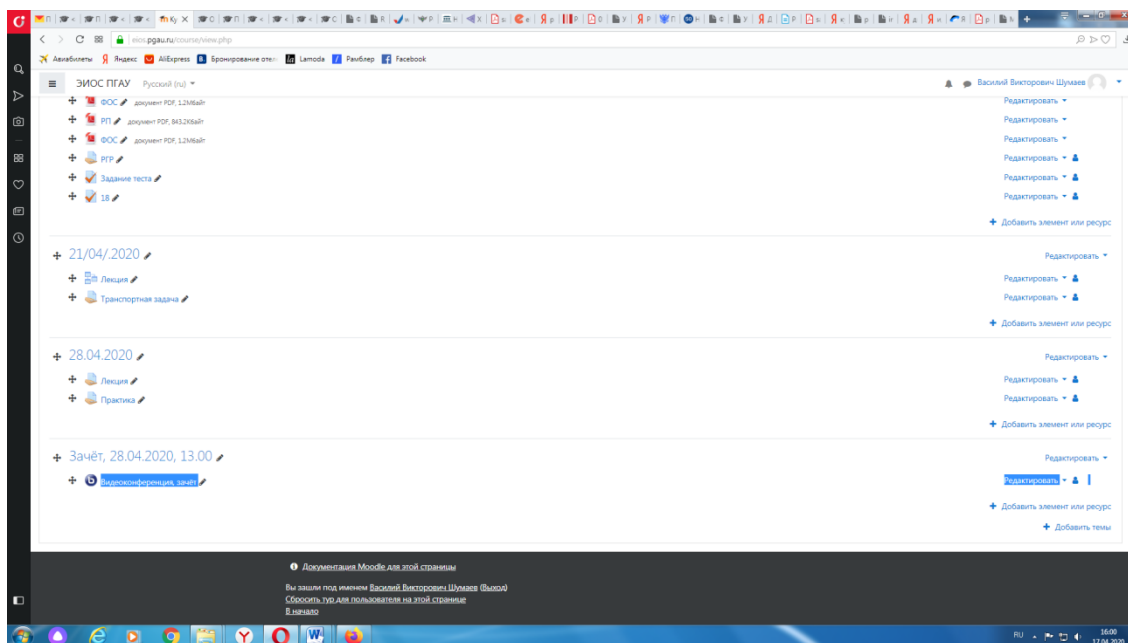 eios.pgau.ru/course/view.php
Авиабилеты Яндекс AliExpress Бронирование отел Lamoda Рамблер Facebook
ЭИОС ПГАУ Русский (ru) Василий Викторович Шумаев
ФОС документ PDF, 1.2Мбайт Редактировать
РП документ PDF, 843.2Кбайт Редактировать
ФОС документ PDF, 1.2Мбайт Редактировать
РГР Редактировать
Задание теста Редактировать
18 Редактировать
Добавить элемент или ресурс
21/04/.2020 Редактировать
Лекция Редактировать
Транспортная задача Редактировать
Добавить элемент или ресурс
28.04.2020 Редактировать
Лекция Редактировать
Практика Редактировать
Добавить элемент или ресурс
Зачёт, 28.04.2020, 13.00 Редактировать
Видеоконференция, зачёт Редактировать
Добавить элемент или ресурс
Добавить темы
Документация Moodle для этой страницы
Вы зашли под именем Василий Викторович Шумаев (Выход)
Сбросить тур для пользователя на этой странице
В начало
RU 16:00
17.04.2020